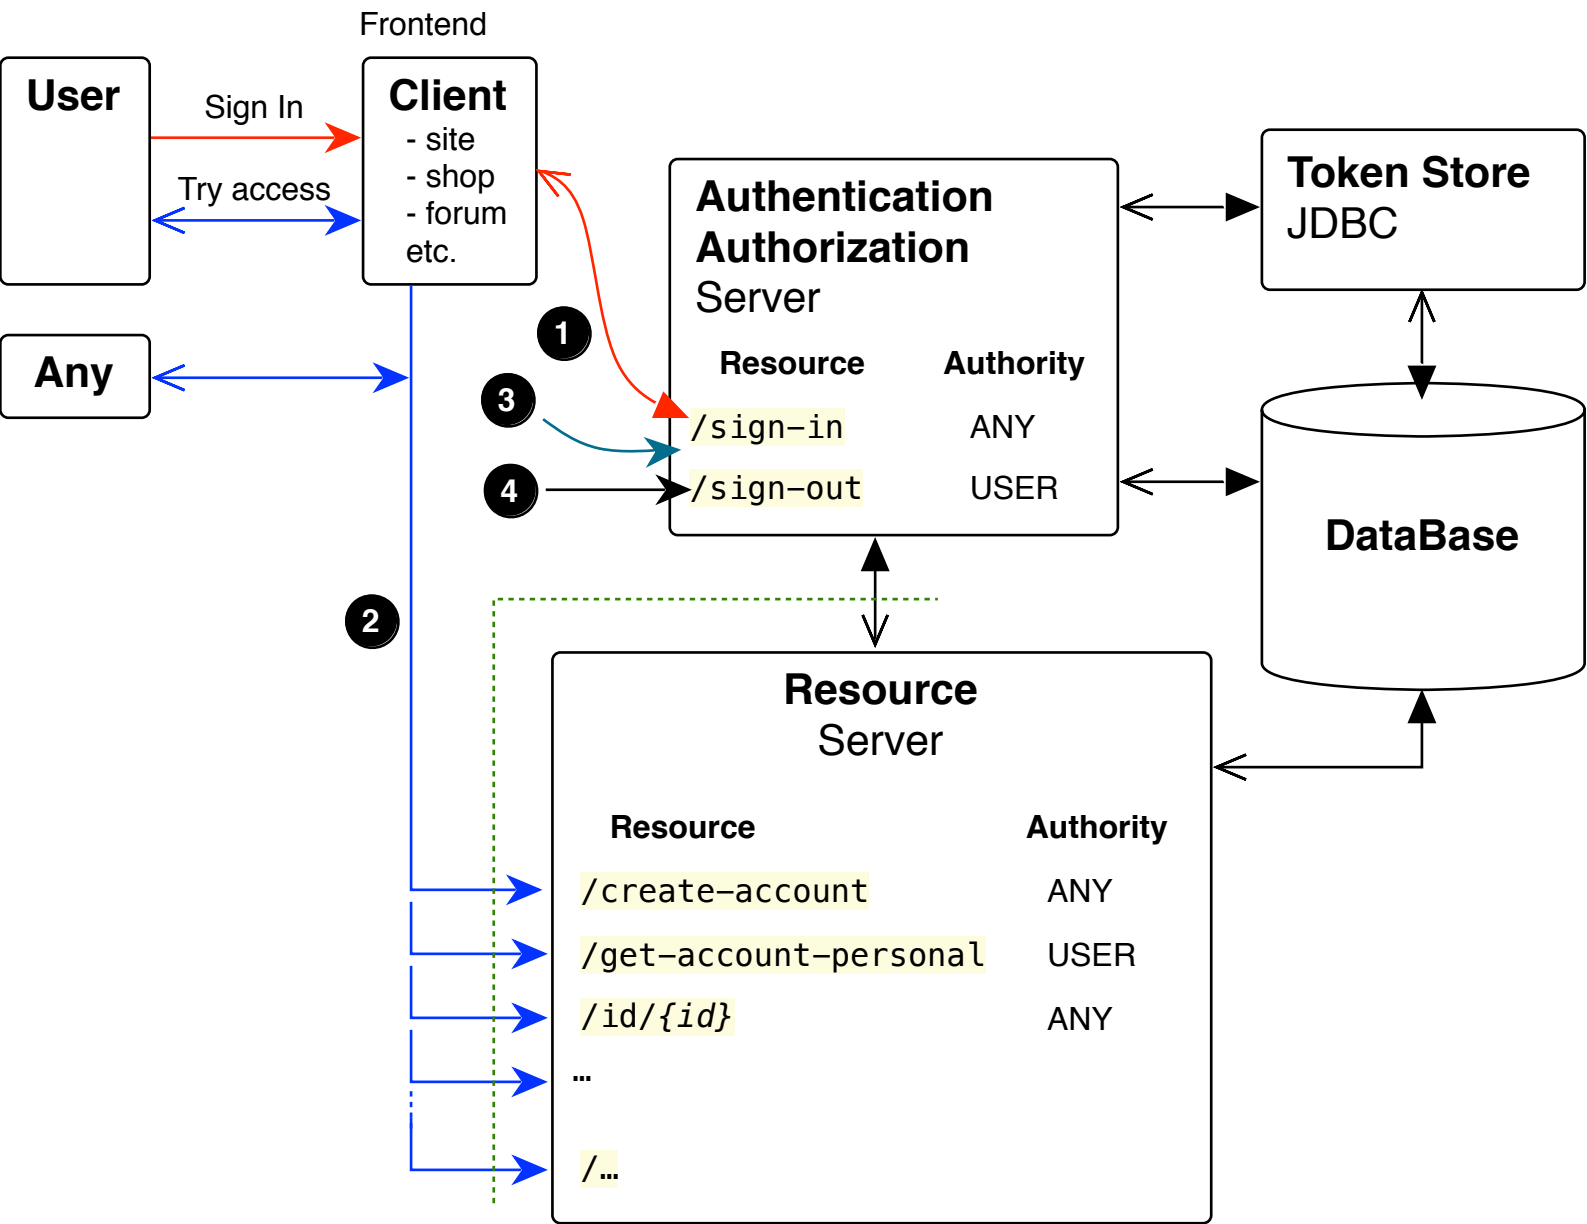 Frontend
User
Sign In
Try access
Client
- site
- shop
- forum
etc.
Any
1
2
3
4
Authentication
Authorization
Server
Resource Authority
/sign-in ANY
/sign-out USER
Token Store
JDBC
DataBase
Resource
Server
Resource Authority
/create-account ANY
/get-account-personal USER
/id/{id} ANY
…
/…